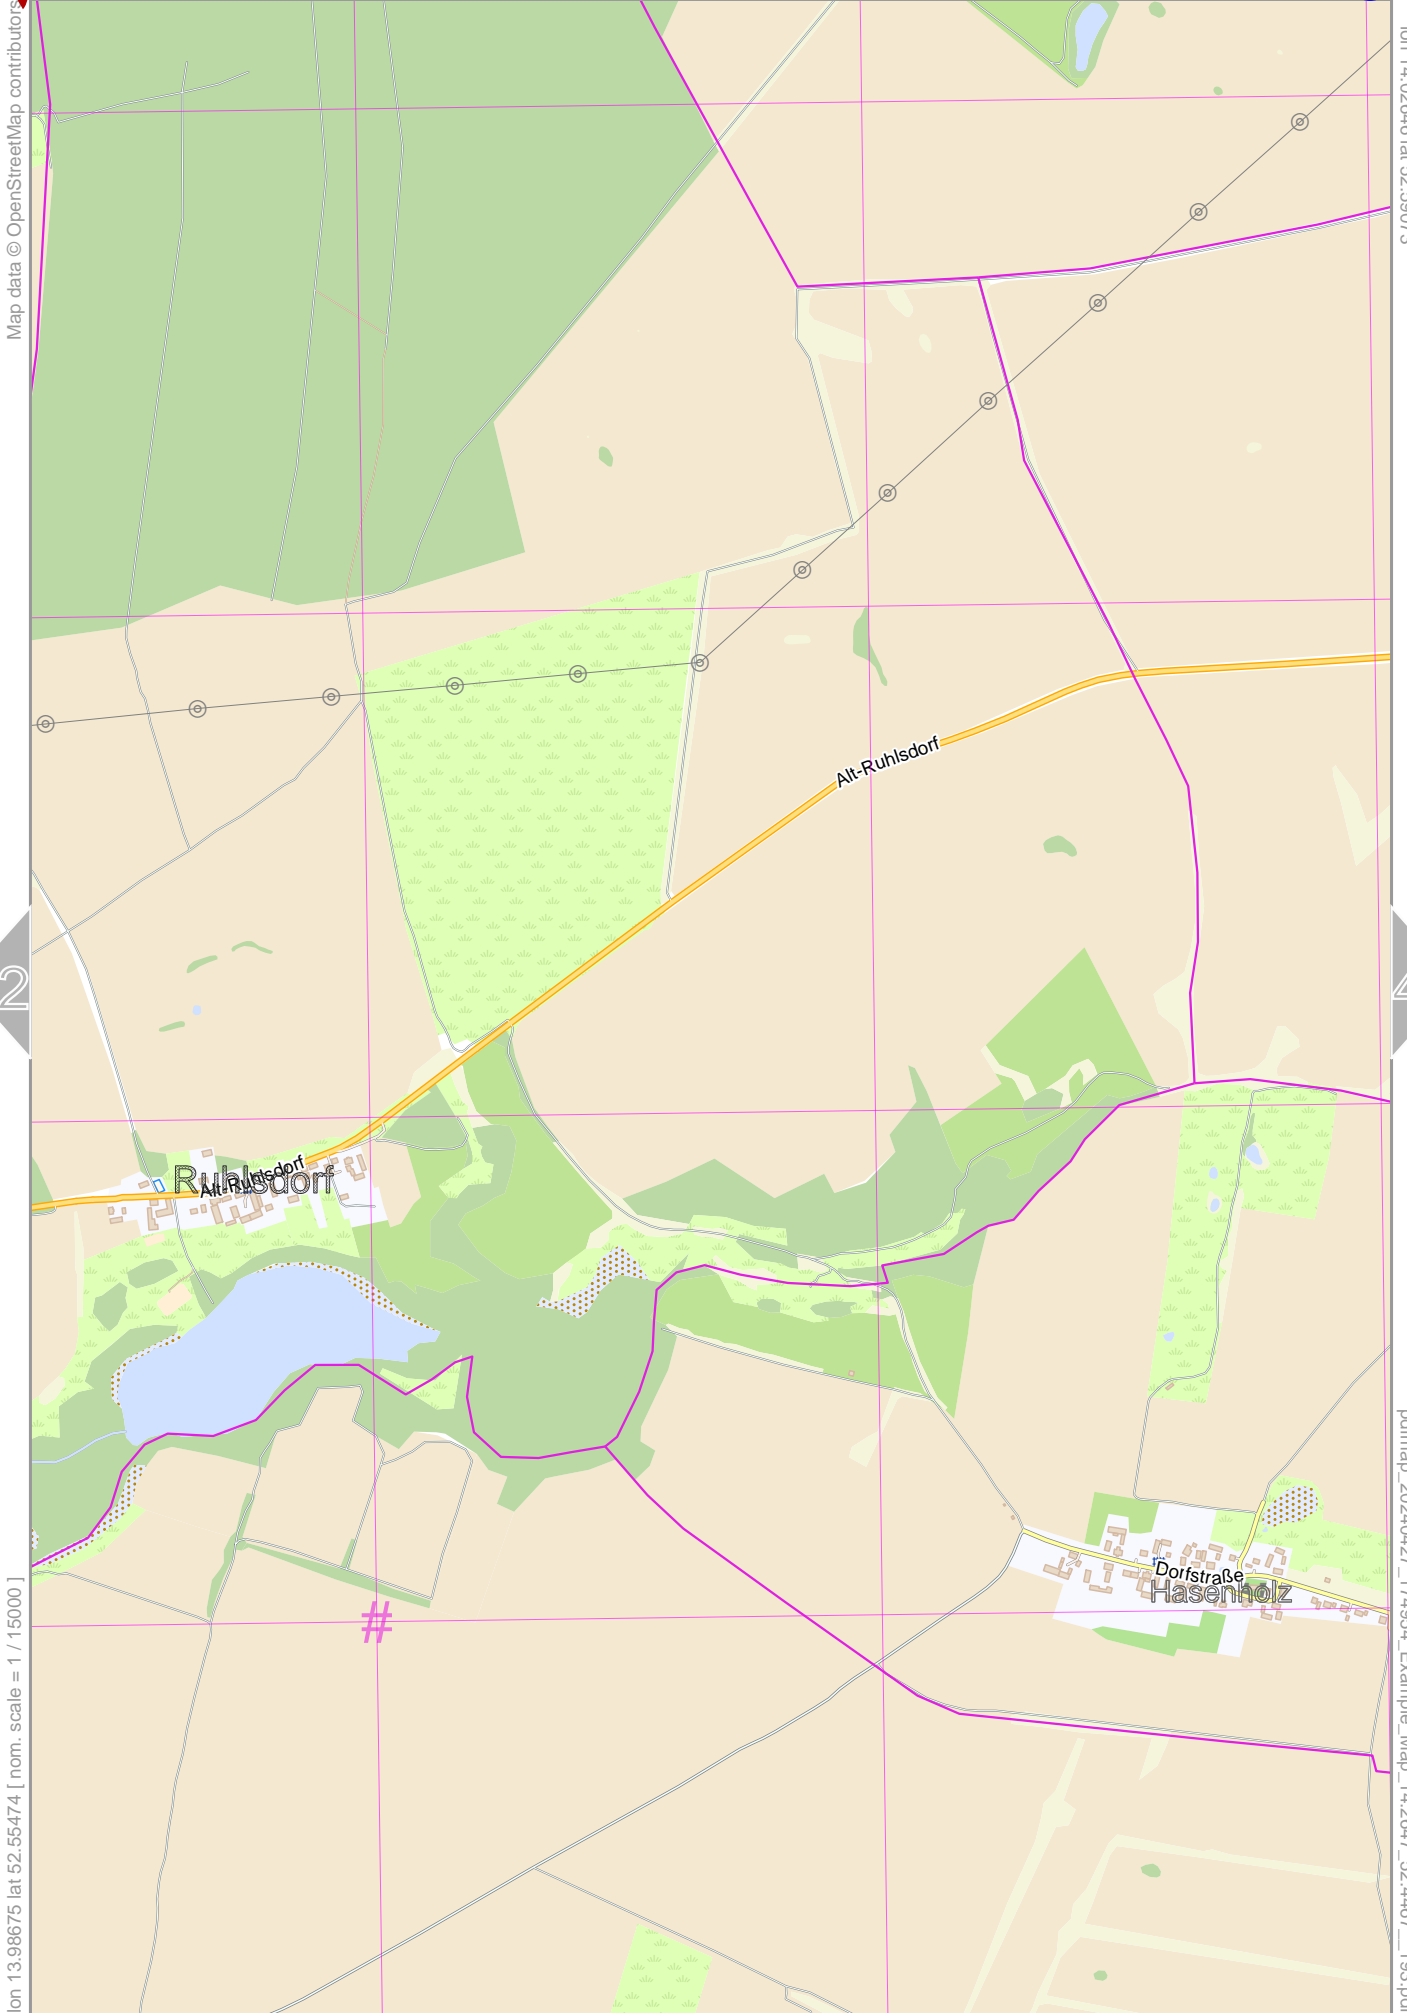 Map data © OpenStreetMap contributors
Alt-Ruhlsdorf
2
Ruhlsdorf
Alt-Ruhlsdorf
Dorfstraße
Hasenholz
#
lon 13.98675 lat 52.55474 [ nom. scale = 1 / 15000 ]